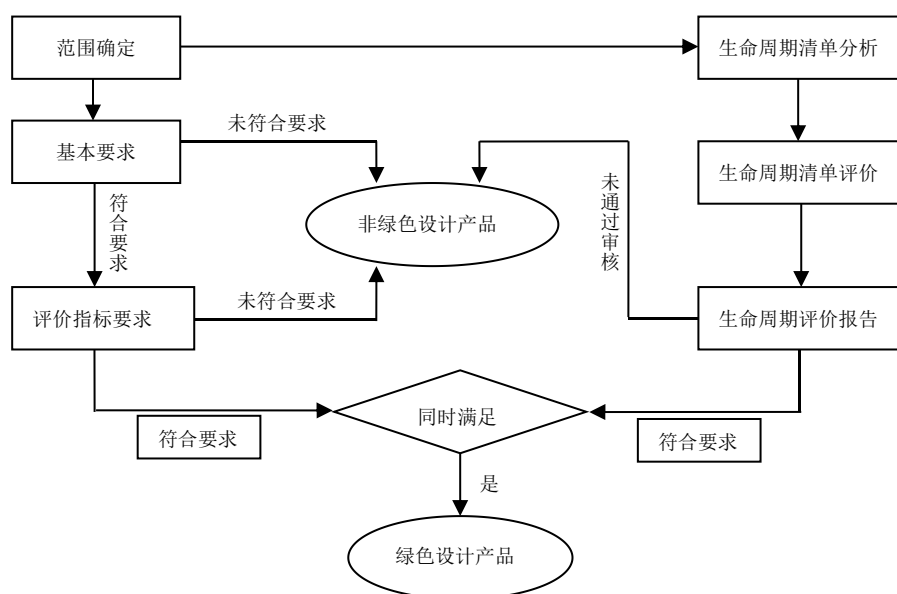 范围确定
生命周期清单分析
未符合要求
基本要求
生命周期清单评价
符合要求
未通过审核
非绿色设计产品
未符合要求
评价指标要求
生命周期评价报告
同时满足
符合要求
符合要求
是
绿色设计产品